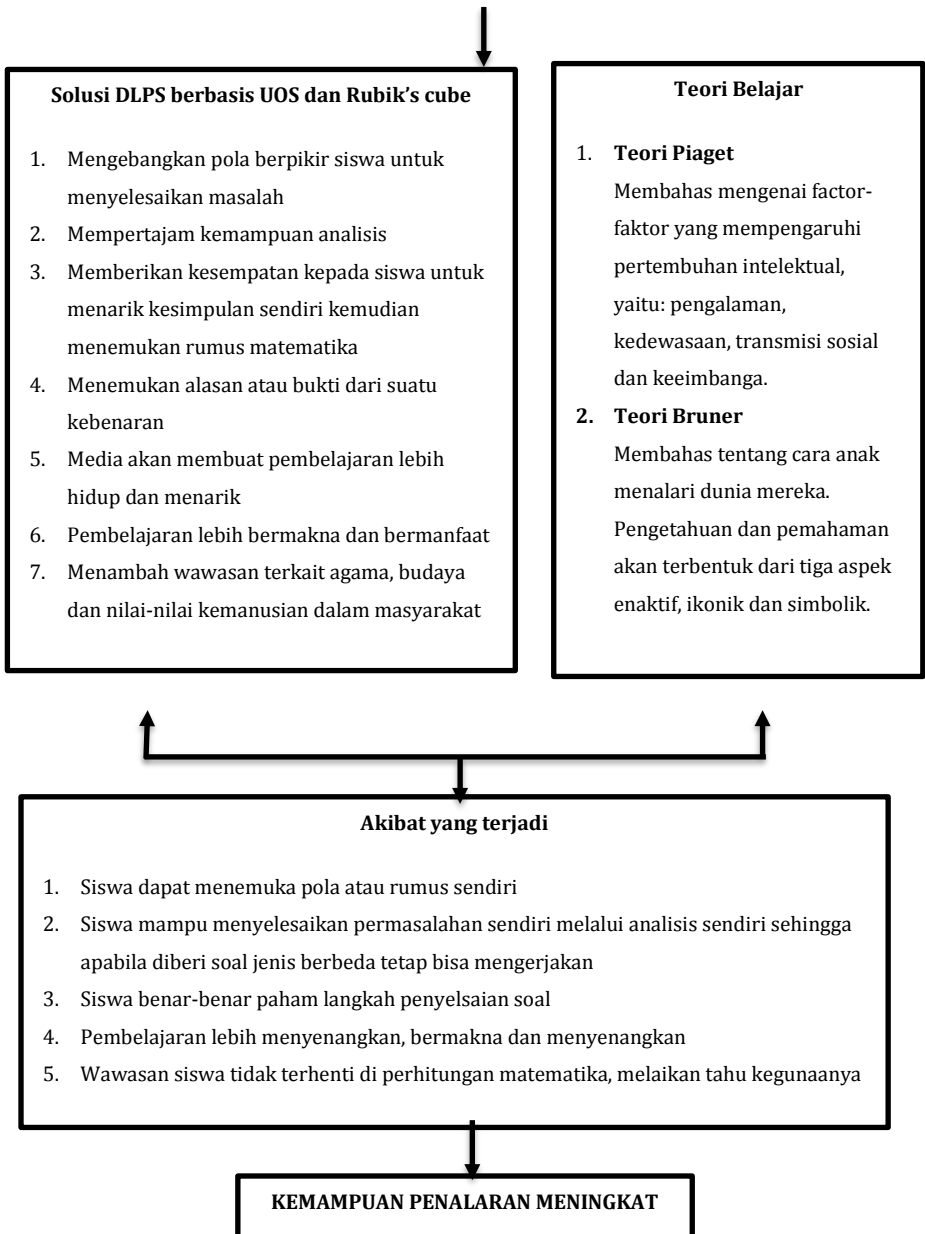 Solusi DLPS berbasis UOS dan Rubik’s cube
1. Mengebangkan pola berpikir siswa untuk
menyelesaikan masalah
2. Mempertajam kemampuan analisis
3. Memberikan kesempatan kepada siswa untuk
menarik kesimpulan sendiri kemudian
menemukan rumus matematika
4. Menemukan alasan atau bukti dari suatu
kebenaran
5. Media akan membuat pembelajaran lebih
hidup dan menarik
6. Pembelajaran lebih bermakna dan bermanfaat
7. Menambah wawasan terkait agama, budaya
dan nilai-nilai kemanusian dalam masyarakat
Teori Belajar
1. Teori Piaget
Membahas mengenai factor-
faktor yang mempengaruhi
pertembuhan intelektual,
yaitu: pengalaman,
kedewasaan, transmisi sosial
dan keeimbanga.
2. Teori Bruner
Membahas tentang cara anak
menalari dunia mereka.
Pengetahuan dan pemahaman
akan terbentuk dari tiga aspek
enaktif, ikonik dan simbolik.
Akibat yang terjadi
1. Siswa dapat menemuka pola atau rumus sendiri
2. Siswa mampu menyelesaikan permasalahan sendiri melalui analisis sendiri sehingga
apabila diberi soal jenis berbeda tetap bisa mengerjakan
3. Siswa benar-benar paham langkah penyelsaian soal
4. Pembelajaran lebih menyenangkan, bermakna dan menyenangkan
5. Wawasan siswa tidak terhenti di perhitungan matematika, melaikan tahu kegunaanya
KEMAMPUAN PENALARAN MENINGKAT